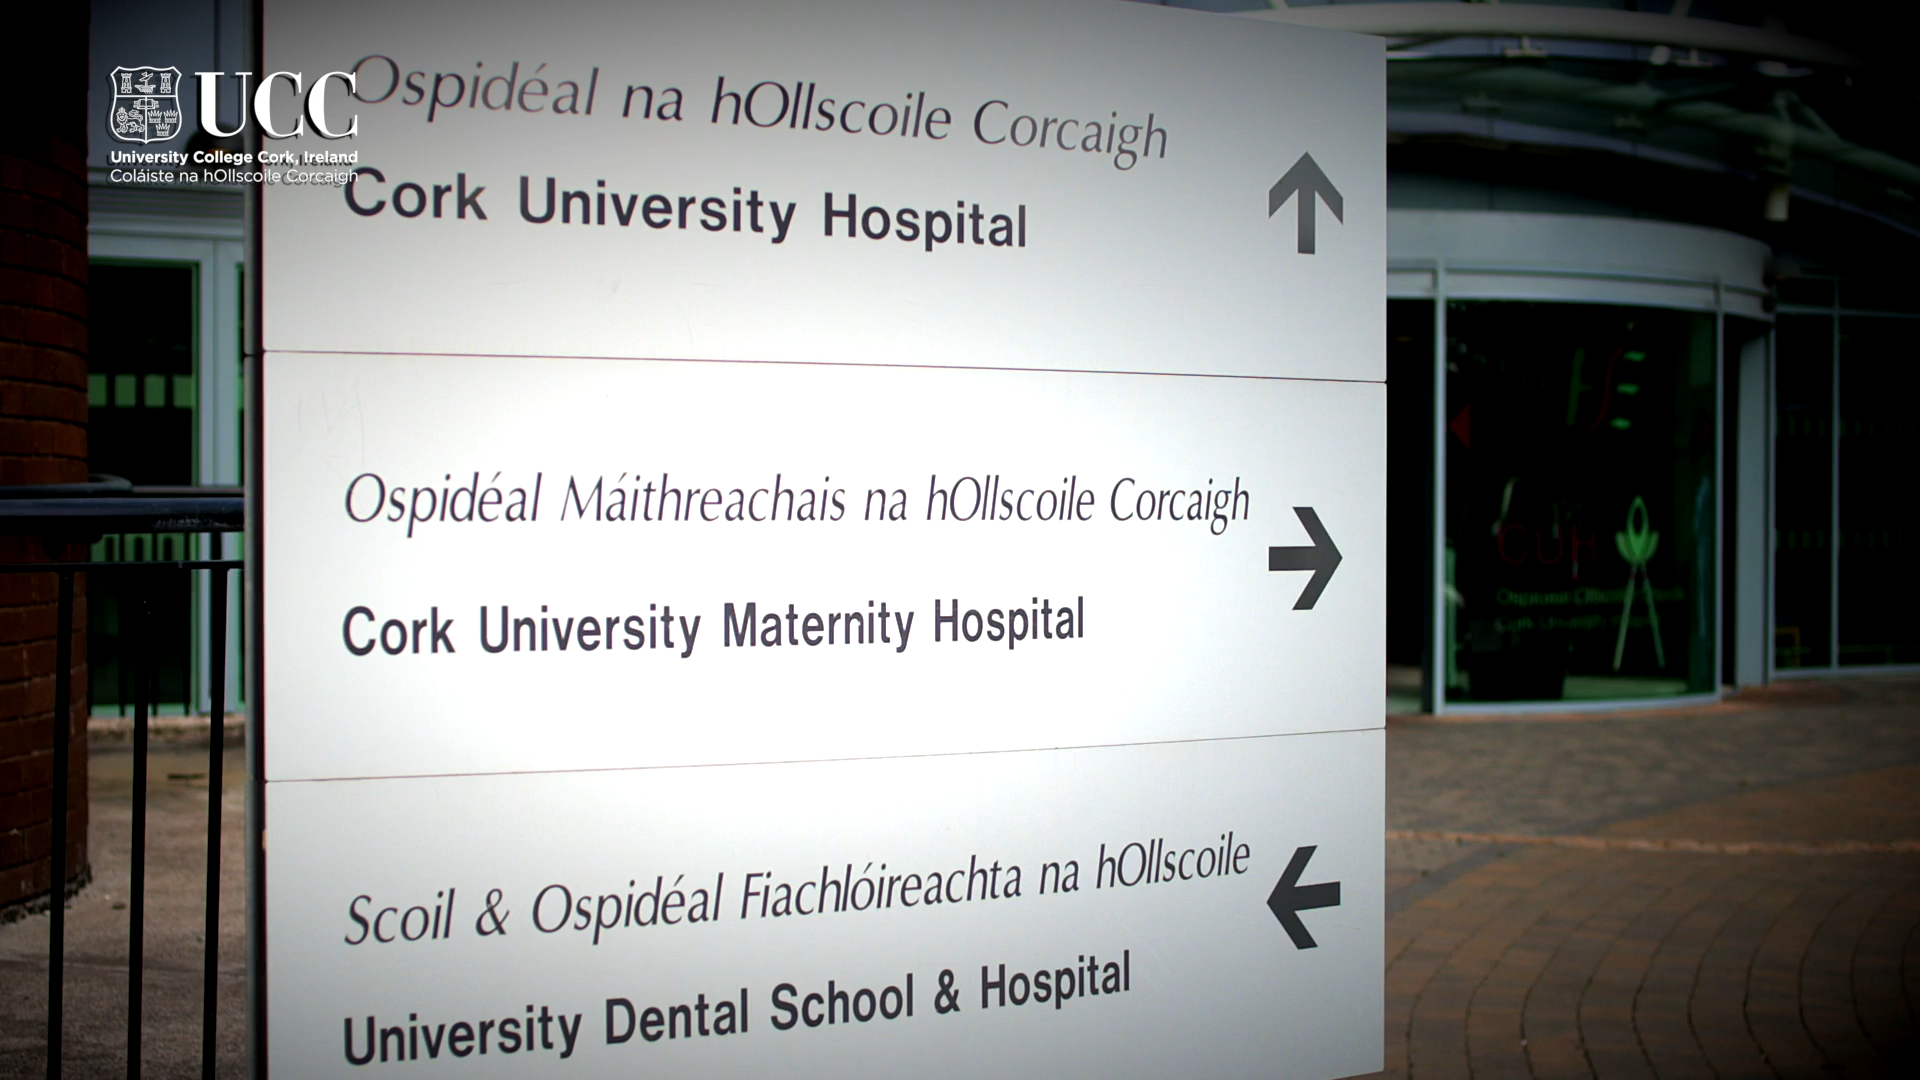 UCC
University College Cork, Ireland
Coláiste na hOllscoile Corcaigh
Ospidéal na hOllscoile Corcaigh
Cork University Hospital
Ospidéal Máithreachais na hOllscoile Corcaigh
Cork University Maternity Hospital
Scoil & Ospidéal Fiachlóireachta na hOllscoile
University Dental School & Hospital
CUH